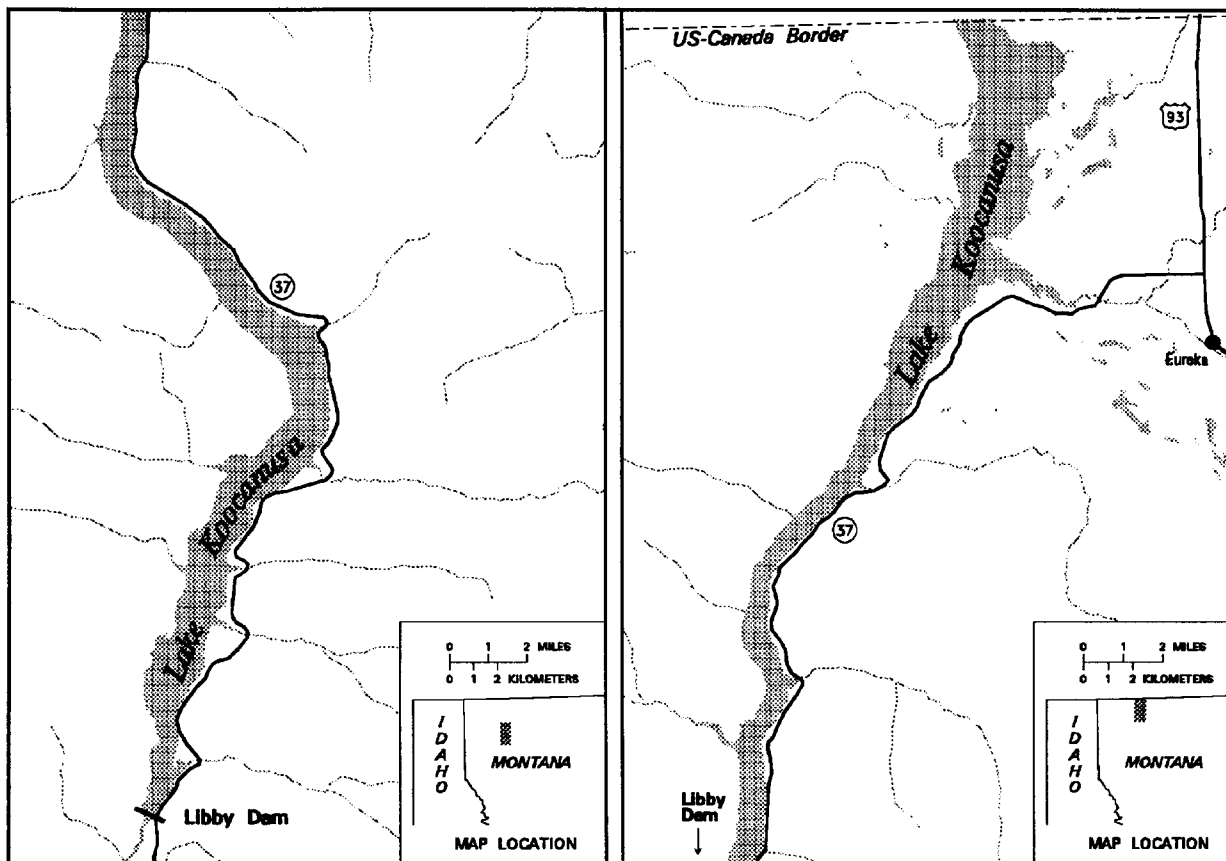 37
Lake Koocanusa
Libby Dam
0 1 2 MILES
0 1 2 KILOMETERS
IDAHO
MONTANA
MAP LOCATION
US-Canada Border
93
Lake Koocanusa
Eureka
37
Libby
Dam
0 1 2 MILES
0 1 2 KILOMETERS
IDAHO
MONTANA
MAP LOCATION